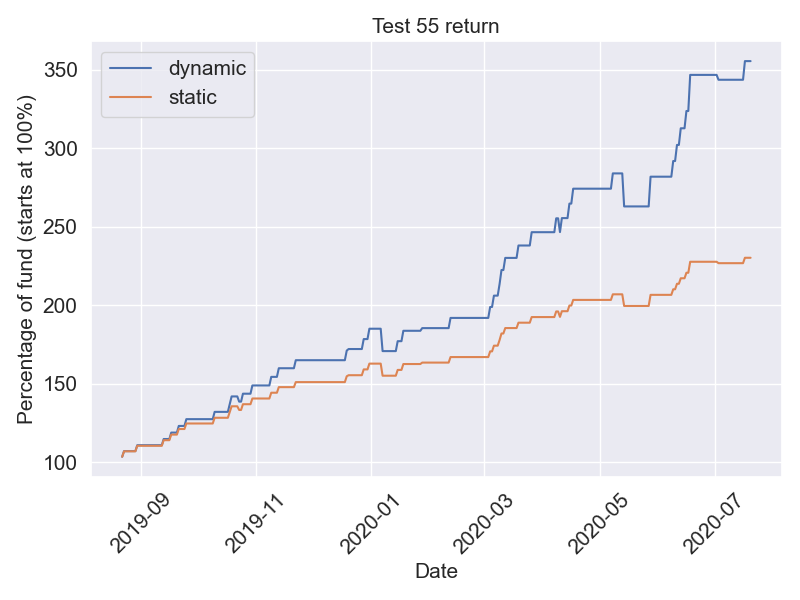 Test 55 return
dynamic
static
Percentage of fund (starts at 100%)
350
300
250
200
150
100
2019-09
2019-11
2020-01
2020-03
2020-05
2020-07
Date